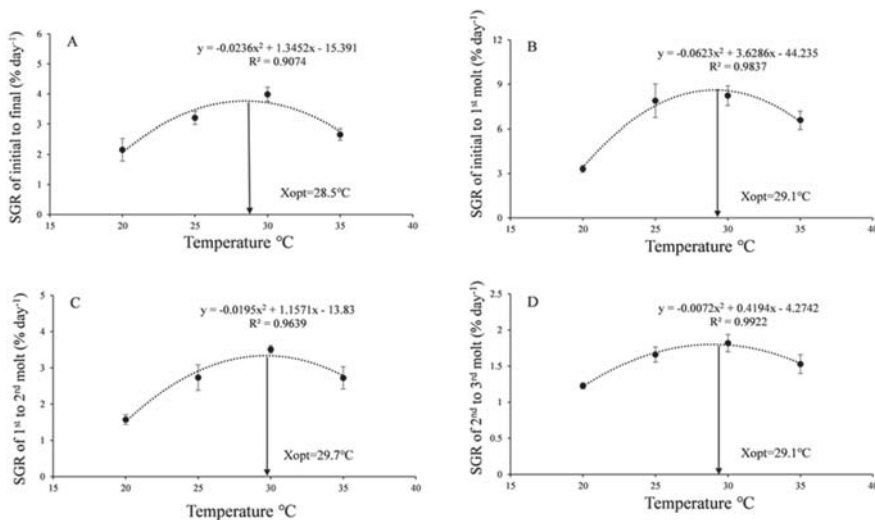 A
y = -0.0236x² + 1.3452x - 15.391
R² = 0.9074
SGR of initial to final (% day⁻¹)
6
5
4
3
2
1
0
Xopt=28.5°C
15 20 25 30 35 40
Temperature °C
B
y = -0.0623x² + 3.6286x - 44.235
R² = 0.9837
SGR of initial to 1ˢᵗ molt (% day⁻¹)
12
9
6
3
0
Xopt=29.1°C
15 20 25 30 35 40
Temperature °C
C
y = -0.0195x² + 1.1571x - 13.83
R² = 0.9639
SGR of 1ˢᵗ to 2ⁿᵈ molt (% day⁻¹)
5
4
3
2
1
0
Xopt=29.7°C
15 20 25 30 35 40
Temperature °C
D
y = -0.0072x² + 0.4194x - 4.2742
R² = 0.9922
SGR of 2ⁿᵈ to 3ʳᵈ molt (% day⁻¹)
2.5
2
1.5
1
0.5
0
Xopt=29.1°C
15 20 25 30 35 40
Temperature °C